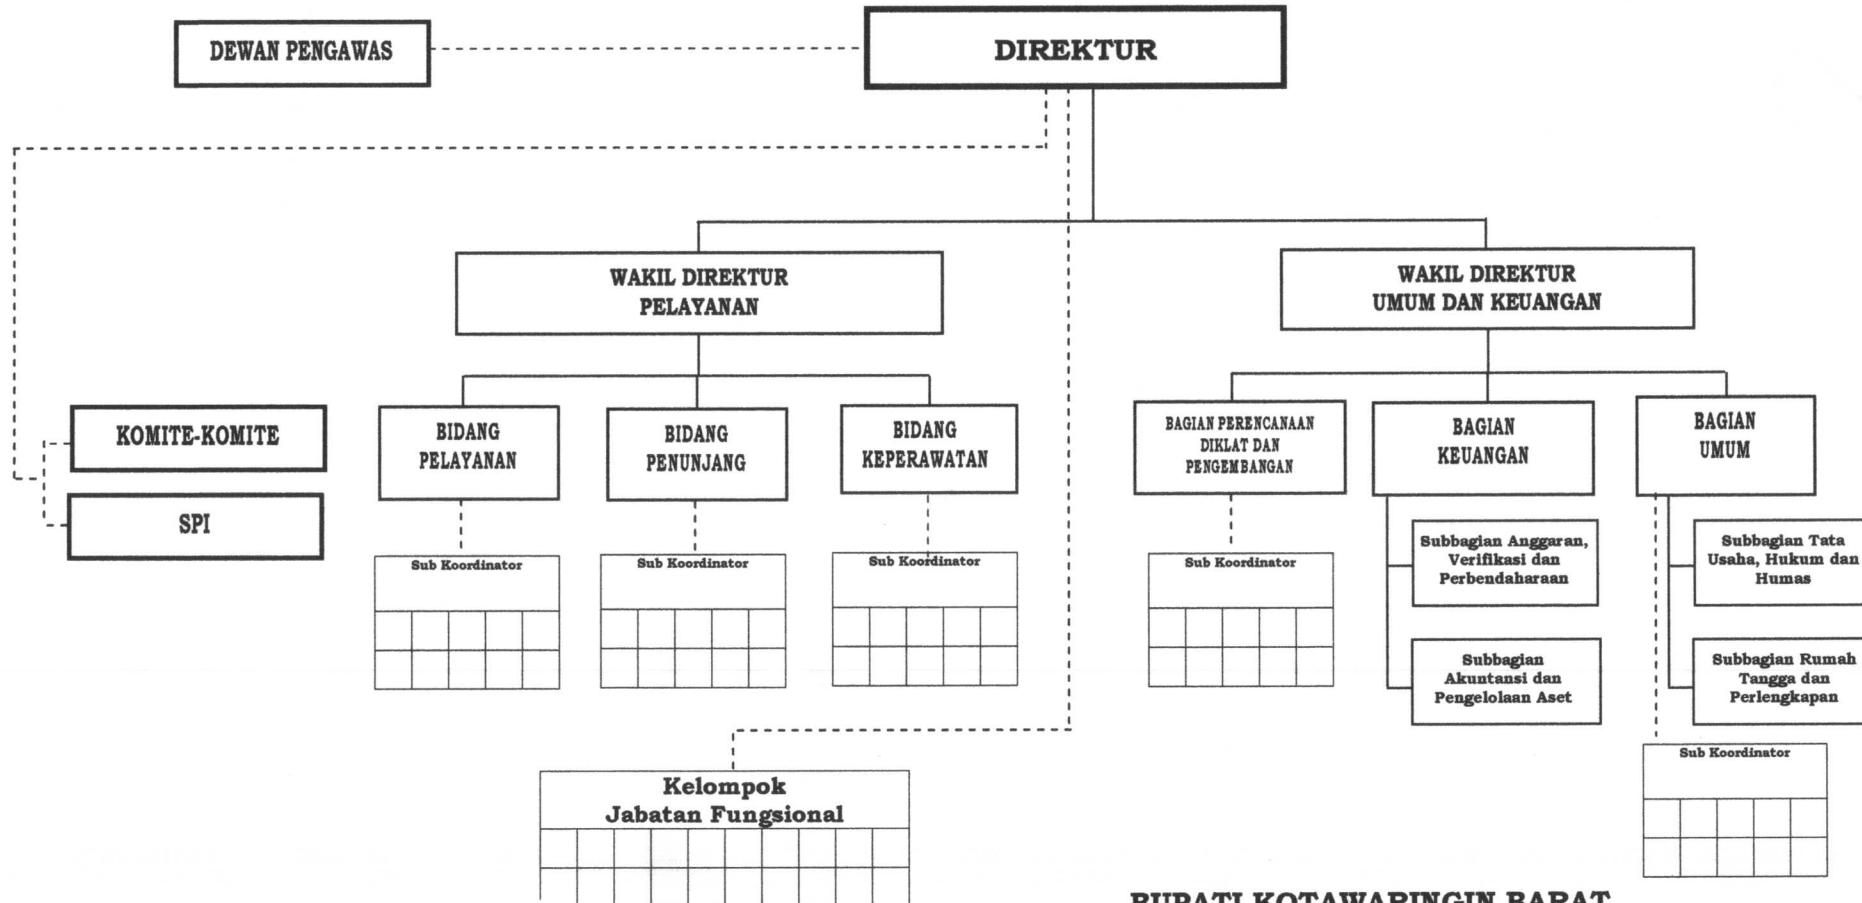 DEWAN PENGAWAS
DIREKTUR
WAKIL DIREKTUR
PELAYANAN
WAKIL DIREKTUR
UMUM DAN KEUANGAN
KOMITE-KOMITE
SPI
BIDANG
PELAYANAN
BIDANG
PENUNJANG
BIDANG
KEPERAWATAN
BAGIAN PERENCANAAN
DIKLAT DAN
PENGEMBANGAN
BAGIAN
KEUANGAN
BAGIAN
UMUM
Sub Koordinator
Sub Koordinator
Sub Koordinator
Sub Koordinator
Subbagian Anggaran,
Verifikasi dan
Perbendaharaan
Subbagian Tata
Usaha, Hukum dan
Humas
Subbagian
Akuntansi dan
Pengelolaan Aset
Subbagian Rumah
Tangga dan
Perlengkapan
Sub Koordinator
Kelompok
Jabatan Fungsional
BUPATI KOTAWARINGIN BARAT